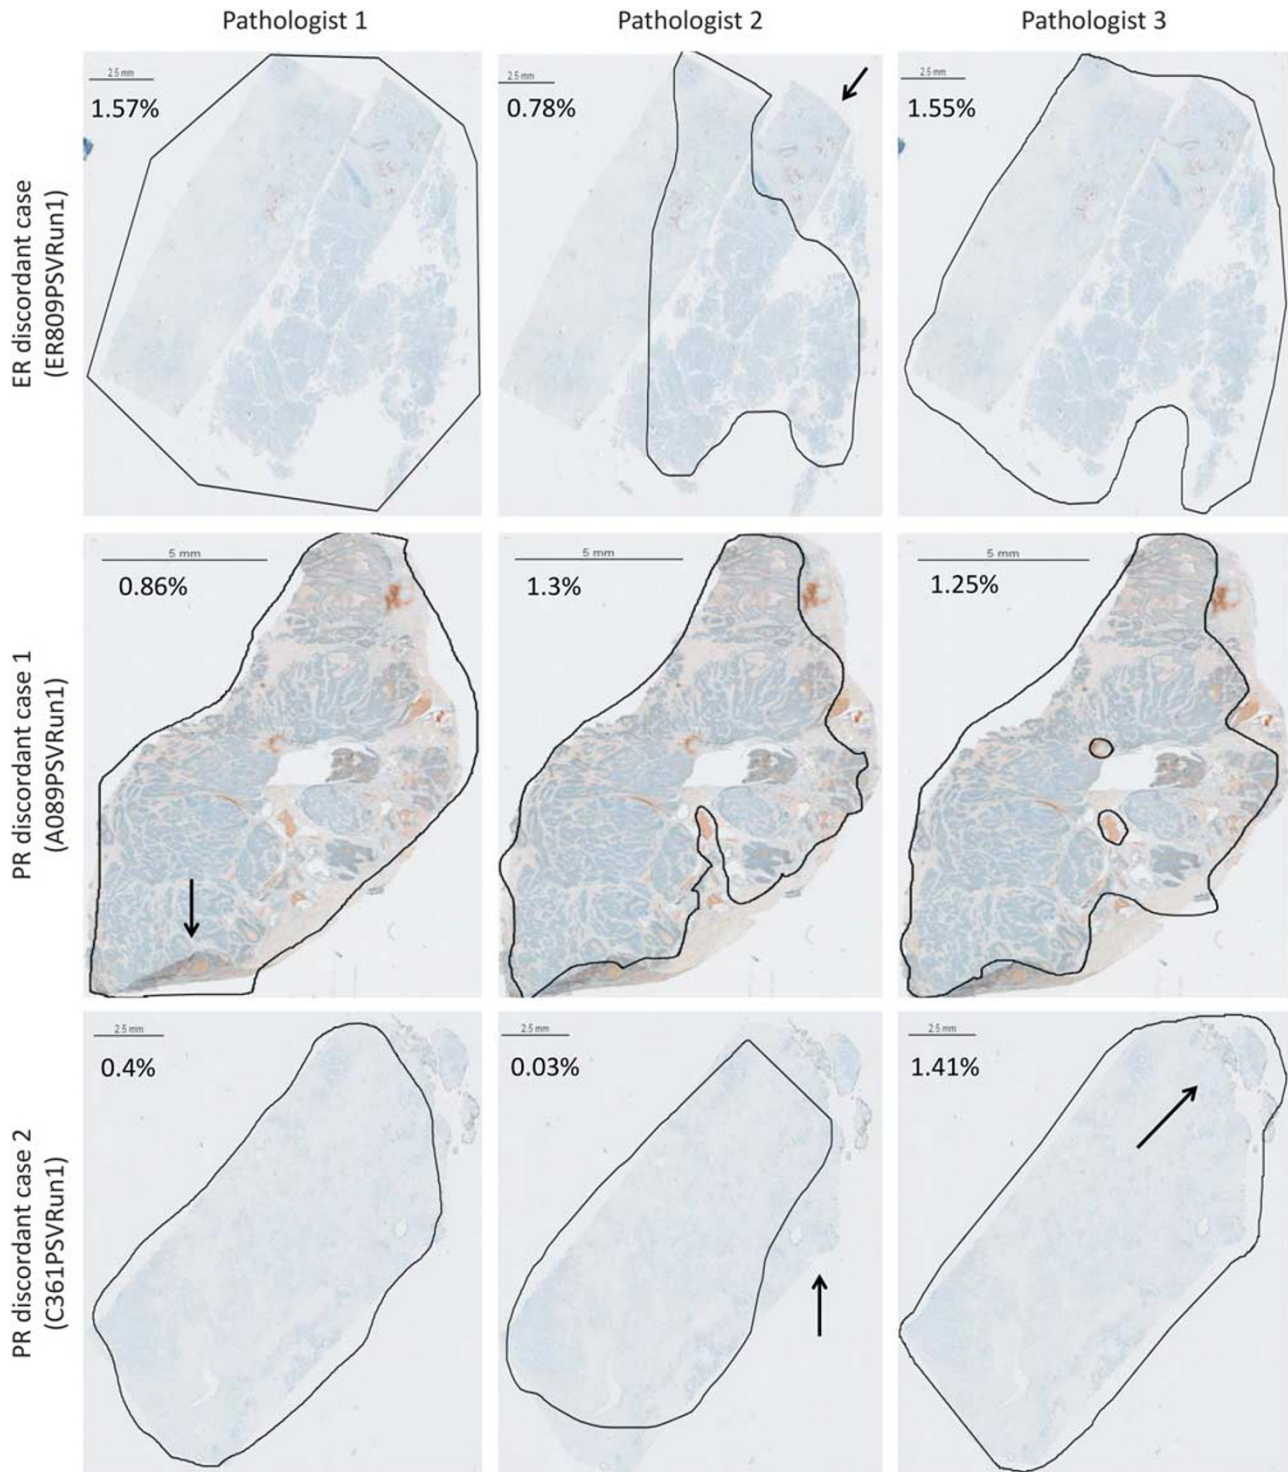 Pathologist 1
Pathologist 2
Pathologist 3
ER discordant case
(ER809PSVRun1)
2.5 mm
1.57%
2.5 mm
0.78%
2.5 mm
1.55%
PR discordant case 1
(A089PSVRun1)
5 mm
0.86%
5 mm
1.3%
5 mm
1.25%
PR discordant case 2
(C361PSVRun1)
2.5 mm
0.4%
2.5 mm
0.03%
2.5 mm
1.41%